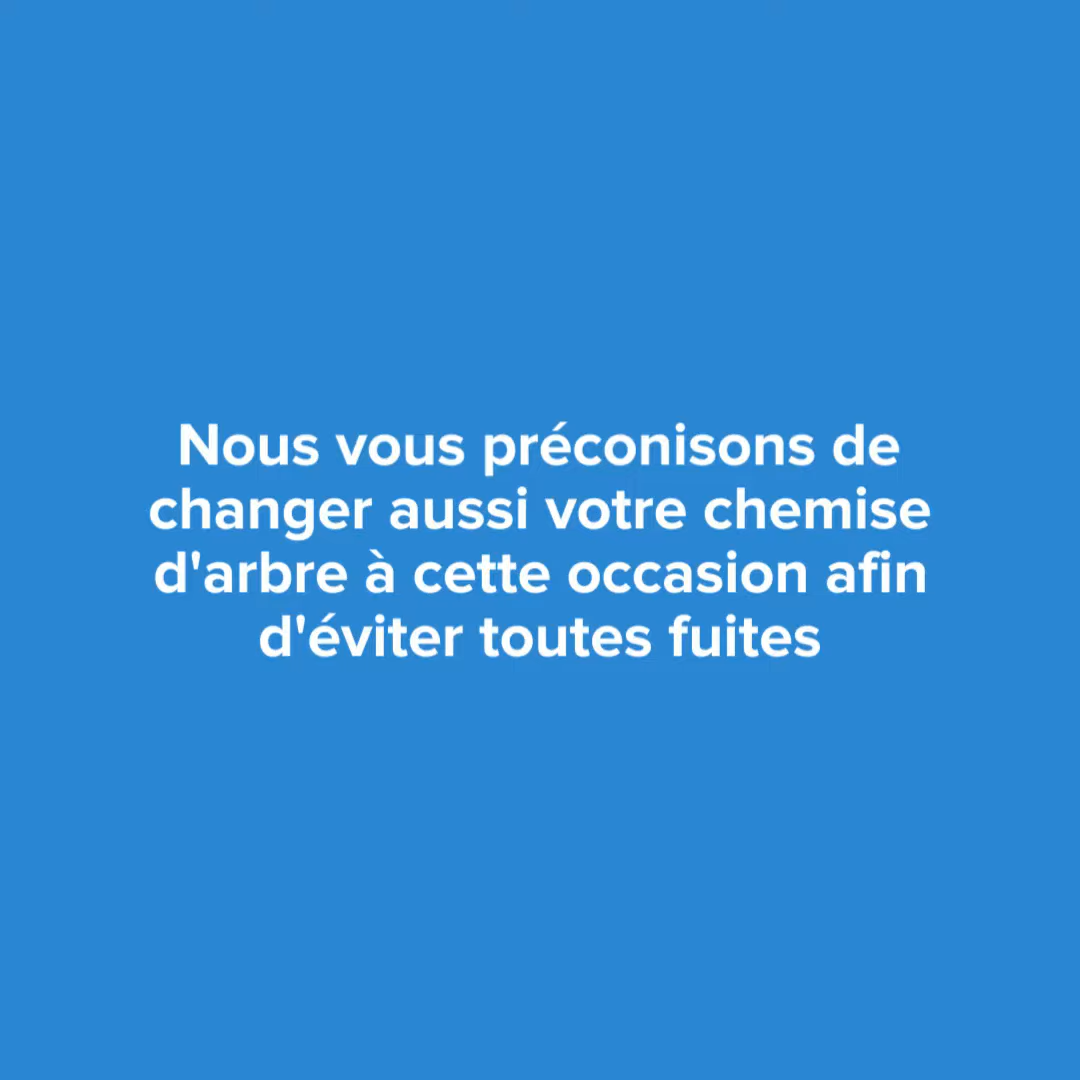 Nous vous préconisons de
changer aussi votre chemise
d'arbre à cette occasion afin
d'éviter toutes fuites